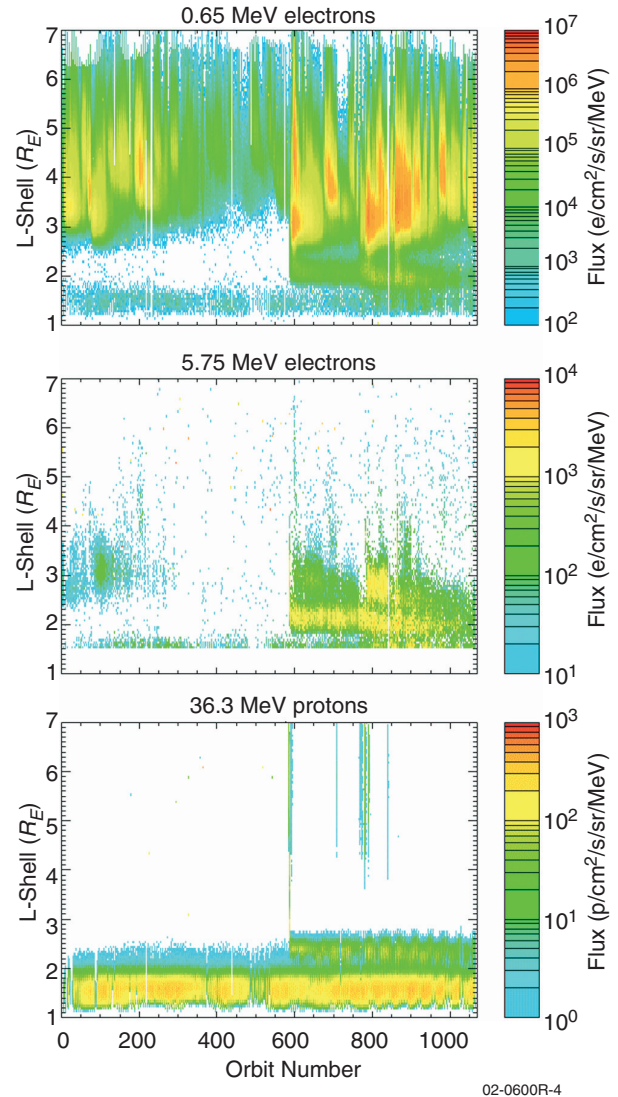 0.65 MeV electrons
7
6
5
4
3
2
1
L-Shell (R_E)
10^7
10^6
10^5
10^4
10^3
10^2
Flux (e/cm^2/s/sr/MeV)
5.75 MeV electrons
7
6
5
4
3
2
1
L-Shell (R_E)
10^4
10^3
10^2
10^1
Flux (e/cm^2/s/sr/MeV)
36.3 MeV protons
7
6
5
4
3
2
1
L-Shell (R_E)
10^3
10^2
10^1
10^0
Flux (p/cm^2/s/sr/MeV)
0 200 400 600 800 1000
Orbit Number
02-0600R-4